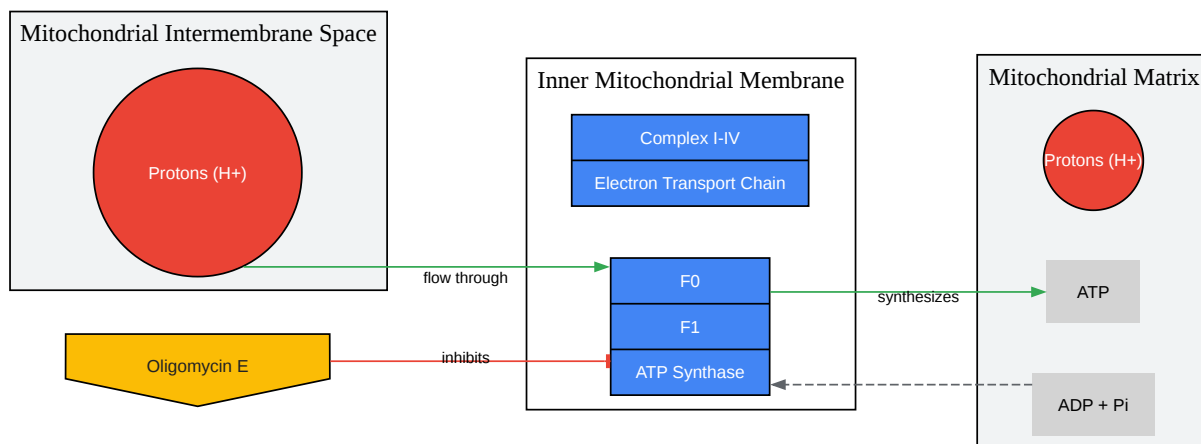 Mitochondrial Intermembrane Space
Protons (H+)
flow through
Oligomycin E
inhibits
Inner Mitochondrial Membrane
Complex I-IV
Electron Transport Chain
F0
F1
ATP Synthase
synthesizes
Mitochondrial Matrix
Protons (H+)
ATP
ADP + Pi